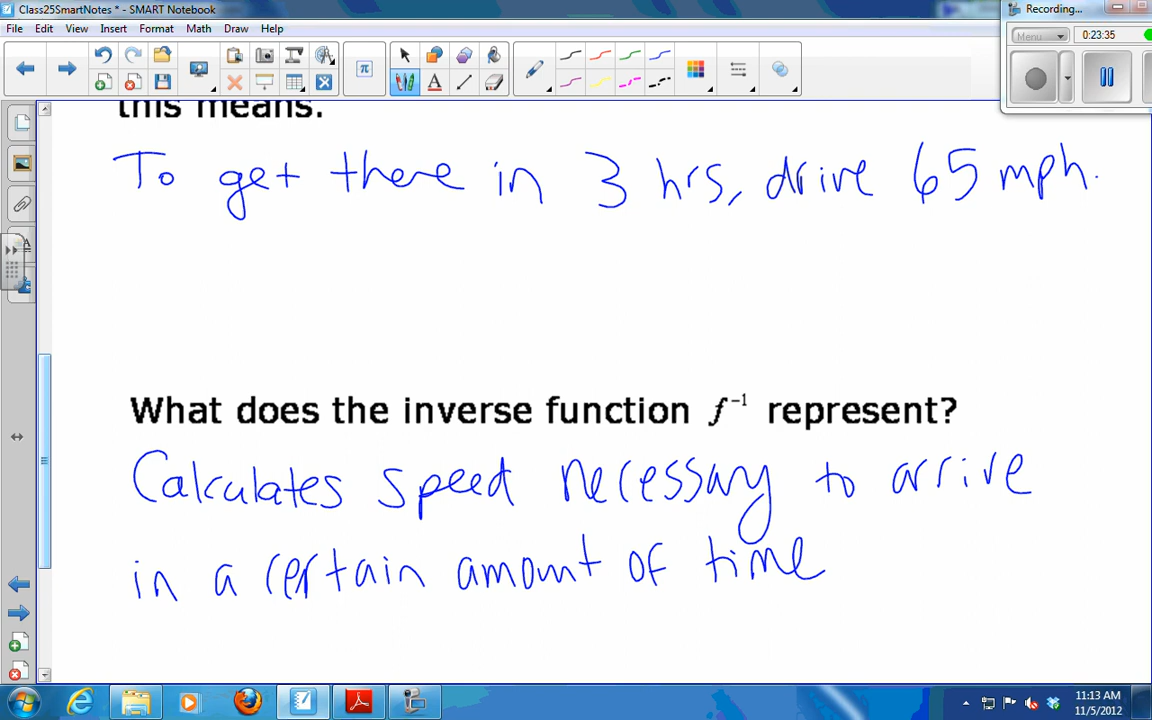 Class25SmartNotes * - SMART Notebook
Recording...
File Edit View Insert Format Math Draw Help
Menu
0:23:35
this means.
To get there in 3 hrs, drive 65 mph.
What does the inverse function f⁻¹ represent?
Calculates speed necessary to arrive
in a certain amount of time
11:13 AM
11/5/2012